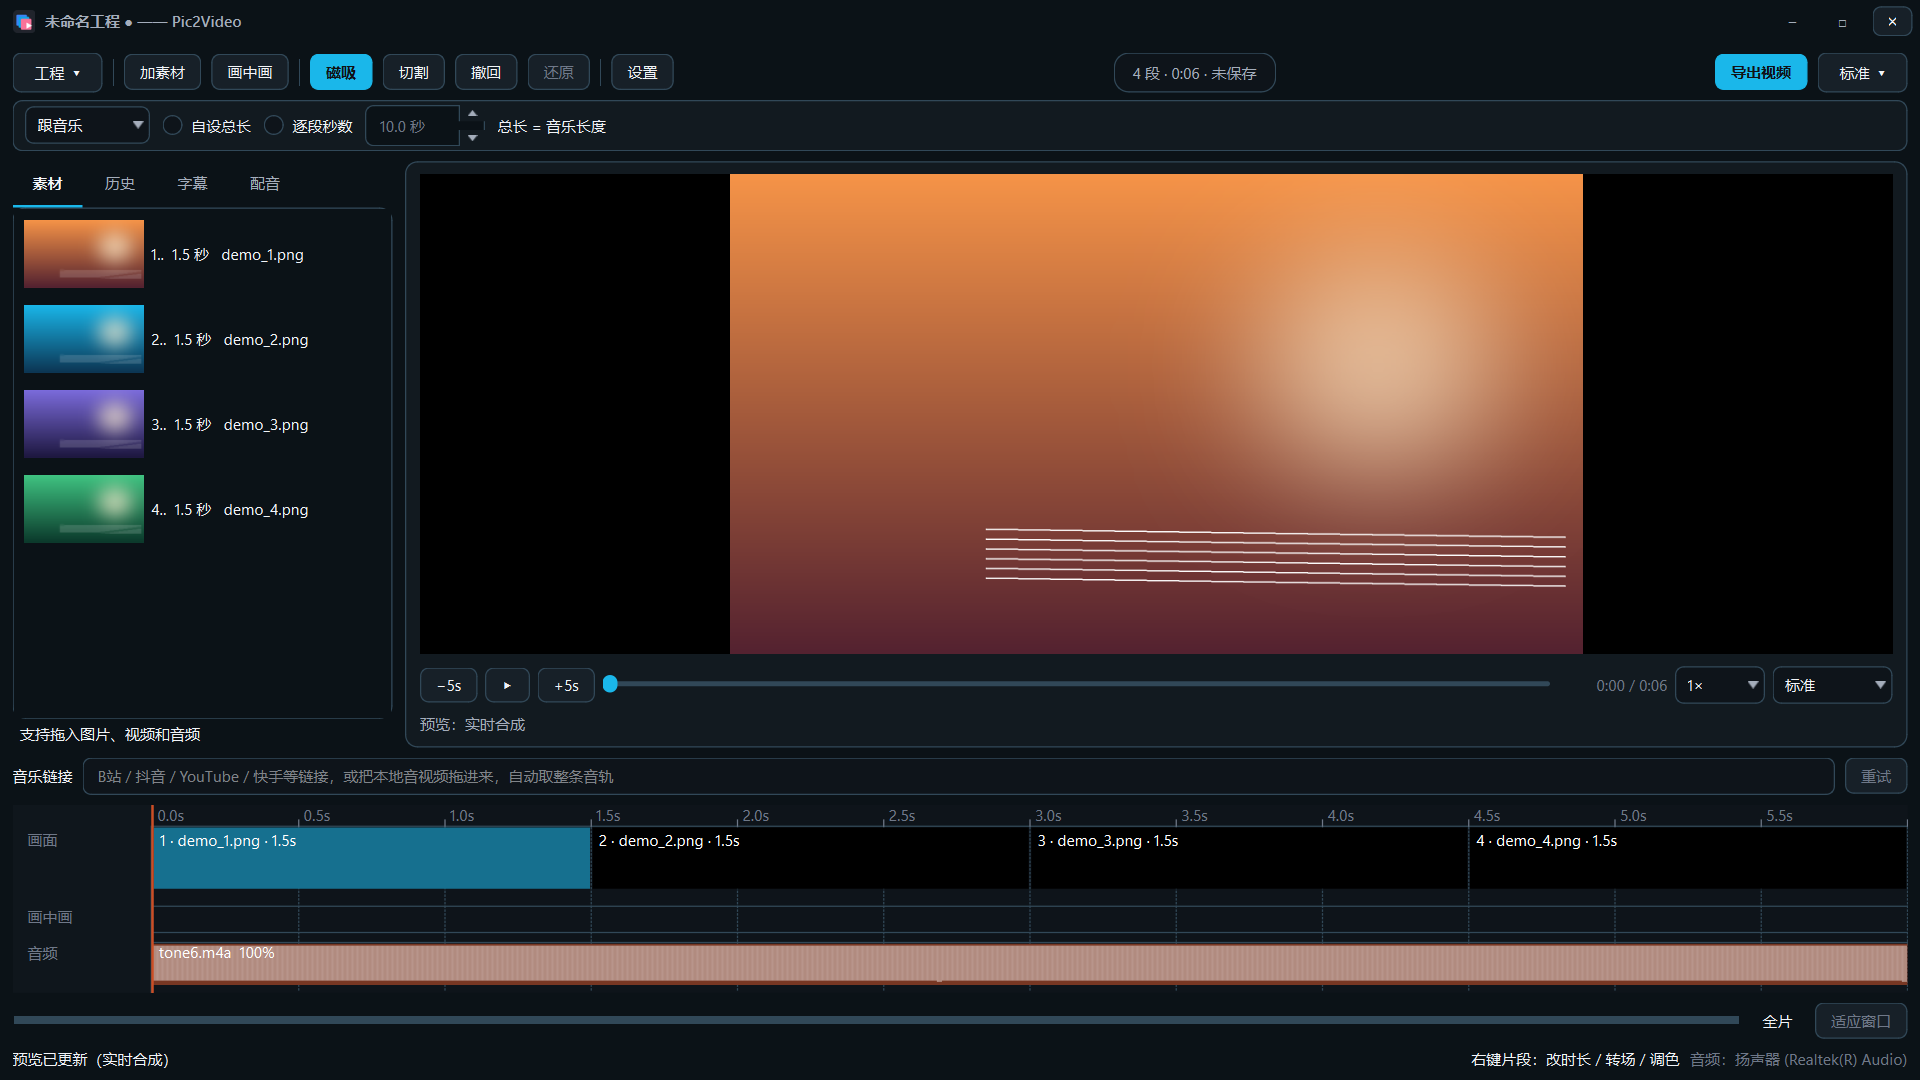 未命名工程 ● —— Pic2Video
工程 加素材 画中画 磁吸 切割 撤回 还原 设置 4 段 · 0:06 · 未保存 导出视频 标准
跟音乐 自设总长 逐段秒数 10.0 秒 总长 = 音乐长度
素材 历史 字幕 配音
1.. 1.5 秒 demo_1.png
2.. 1.5 秒 demo_2.png
3.. 1.5 秒 demo_3.png
4.. 1.5 秒 demo_4.png
支持拖入图片、视频和音频
−5s +5s 0:00 / 0:06 1× 标准
预览：实时合成
音乐链接 B站 / 抖音 / YouTube / 快手等链接，或把本地音视频拖进来，自动取整条音轨 重试
0.0s 0.5s 1.0s 1.5s 2.0s 2.5s 3.0s 3.5s 4.0s 4.5s 5.0s 5.5s
画面 1 · demo_1.png · 1.5s 2 · demo_2.png · 1.5s 3 · demo_3.png · 1.5s 4 · demo_4.png · 1.5s
画中画
音频 tone6.m4a 100%
全片 适应窗口
预览已更新（实时合成） 右键片段：改时长 / 转场 / 调色 音频：扬声器 (Realtek(R) Audio)